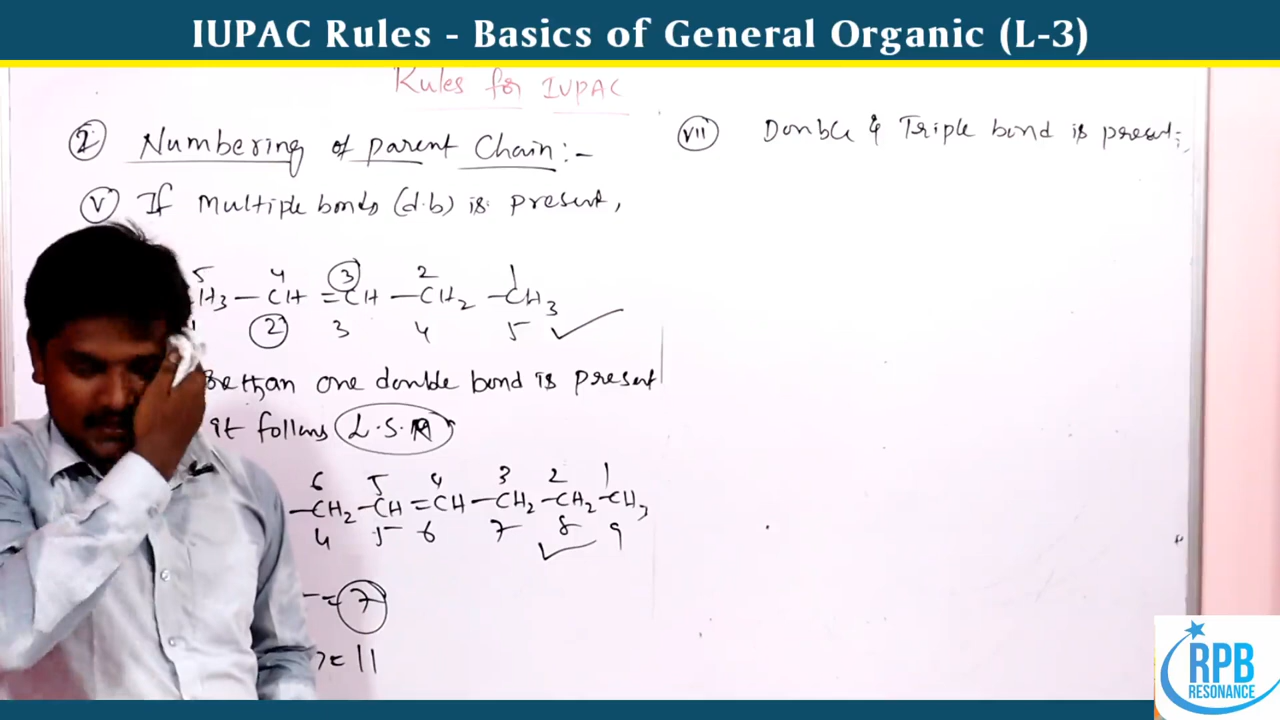 IUPAC Rules - Basics of General Organic (L-3)
Rules for IUPAC
2 Numbering of parent Chain:-
V If multiple bonds (d.b) is present,
5 4 3 2 1
H3 — CH = CH — CH2 — CH3
2 3 4 5
than one double bond is present
it follows L.S.R
6 5 4 3 2 1
— CH2 — CH = CH — CH2 — CH2 — CH3
4 5 6 7 8 9
= 7
= 11
VII Double & Triple bond is present;
RPB
RESONANCE